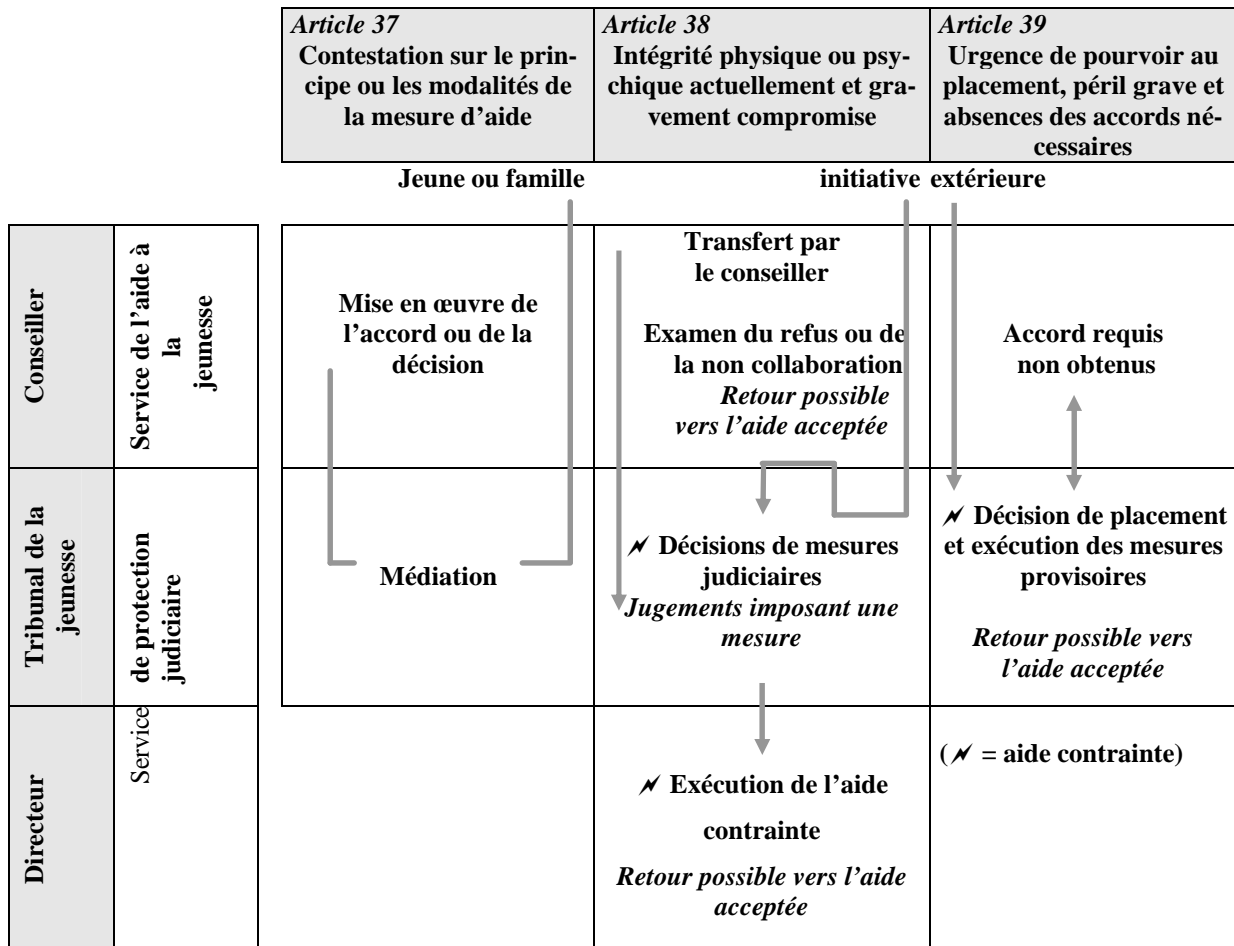 Article 37
Contestation sur le prin-
cipe ou les modalités de
la mesure d’aide
Article 38
Intégrité physique ou psy-
chique actuellement et gra-
vement compromise
Article 39
Urgence de pourvoir au
placement, péril grave et
absences des accords né-
cessaires
Jeune ou famille
initiative extérieure
Conseiller
Service de l’aide à
la
jeunesse
Mise en œuvre de
l’accord ou de la
décision
Transfert par
le conseiller
Examen du refus ou de
la non collaboration
Retour possible
vers l’aide acceptée
Accord requis
non obtenus
Tribunal de la
jeunesse
de protection
judiciaire
Médiation
Décisions de mesures
judiciaires
Jugements imposant une
mesure
Décision de placement
et exécution des mesures
provisoires
Retour possible vers
l’aide acceptée
Directeur
Service
Exécution de l’aide
contrainte
Retour possible vers l’aide
acceptée
( = aide contrainte)